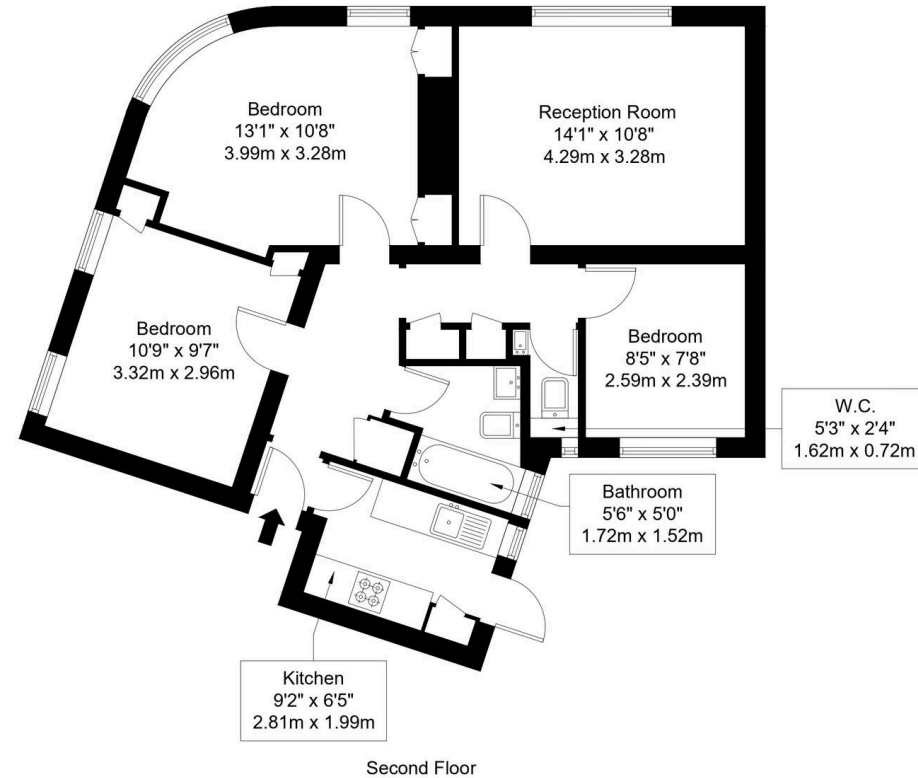 Bedroom
13'1" x 10'8"
3.99m x 3.28m
Reception Room
14'1" x 10'8"
4.29m x 3.28m
Bedroom
10'9" x 9'7"
3.32m x 2.96m
Bedroom
8'5" x 7'8"
2.59m x 2.39m
W.C.
5'3" x 2'4"
1.62m x 0.72m
Bathroom
5'6" x 5'0"
1.72m x 1.52m
Kitchen
9'2" x 6'5"
2.81m x 1.99m
Second Floor